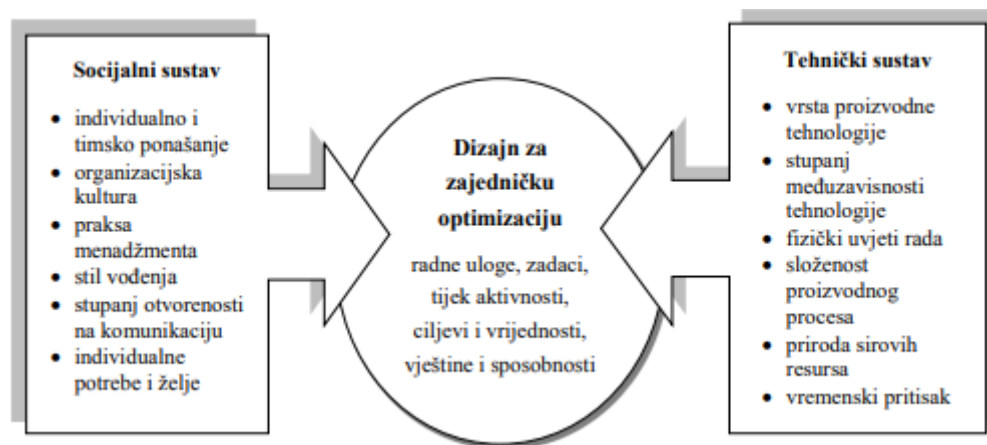 Socijalni sustav
• individualno i
timsko ponašanje
• organizacijska
kultura
• praksa
menadžmenta
• stil vođenja
• stupanj otvorenosti
na komunikaciju
• individualne
potrebe i želje
Dizajn za
zajedničku
optimizaciju
radne uloge, zadaci,
tijek aktivnosti,
ciljevi i vrijednosti,
vještine i sposobnosti
Tehnički sustav
• vrsta proizvodne
tehnologije
• stupanj
međuzavisnosti
tehnologije
• fizički uvjeti rada
• složenost
proizvodnog
procesa
• priroda sirovih
resursa
• vremenski pritisak